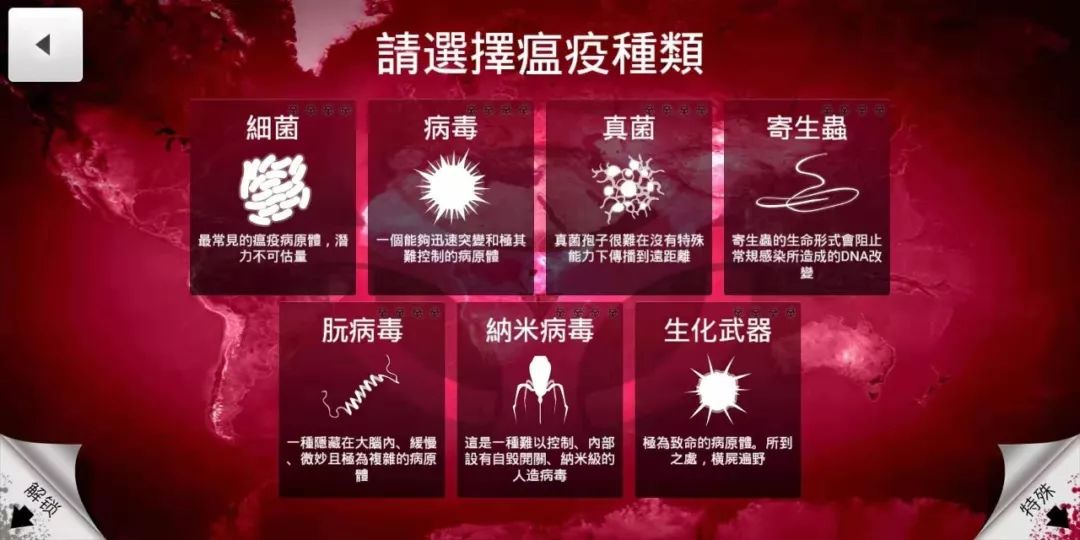 請選擇瘟疫種類
細菌
最常見的瘟疫病原體，潛
力不可估量
病毒
一個能夠迅速突變和極其
難控制的病原體
真菌
真菌孢子很難在沒有特殊
能力下傳播到遠距離
寄生蟲
寄生蟲的生命形式會阻止
常規感染所造成的DNA改
變
朊病毒
一種隱藏在大腦內、緩慢
、微妙且極為複雜的病原
體
納米病毒
這是一種難以控制、內部
設有自毀開關、納米級的
人造病毒
生化武器
極為致命的病原體。所到
之處，橫屍遍野
解锁
特殊